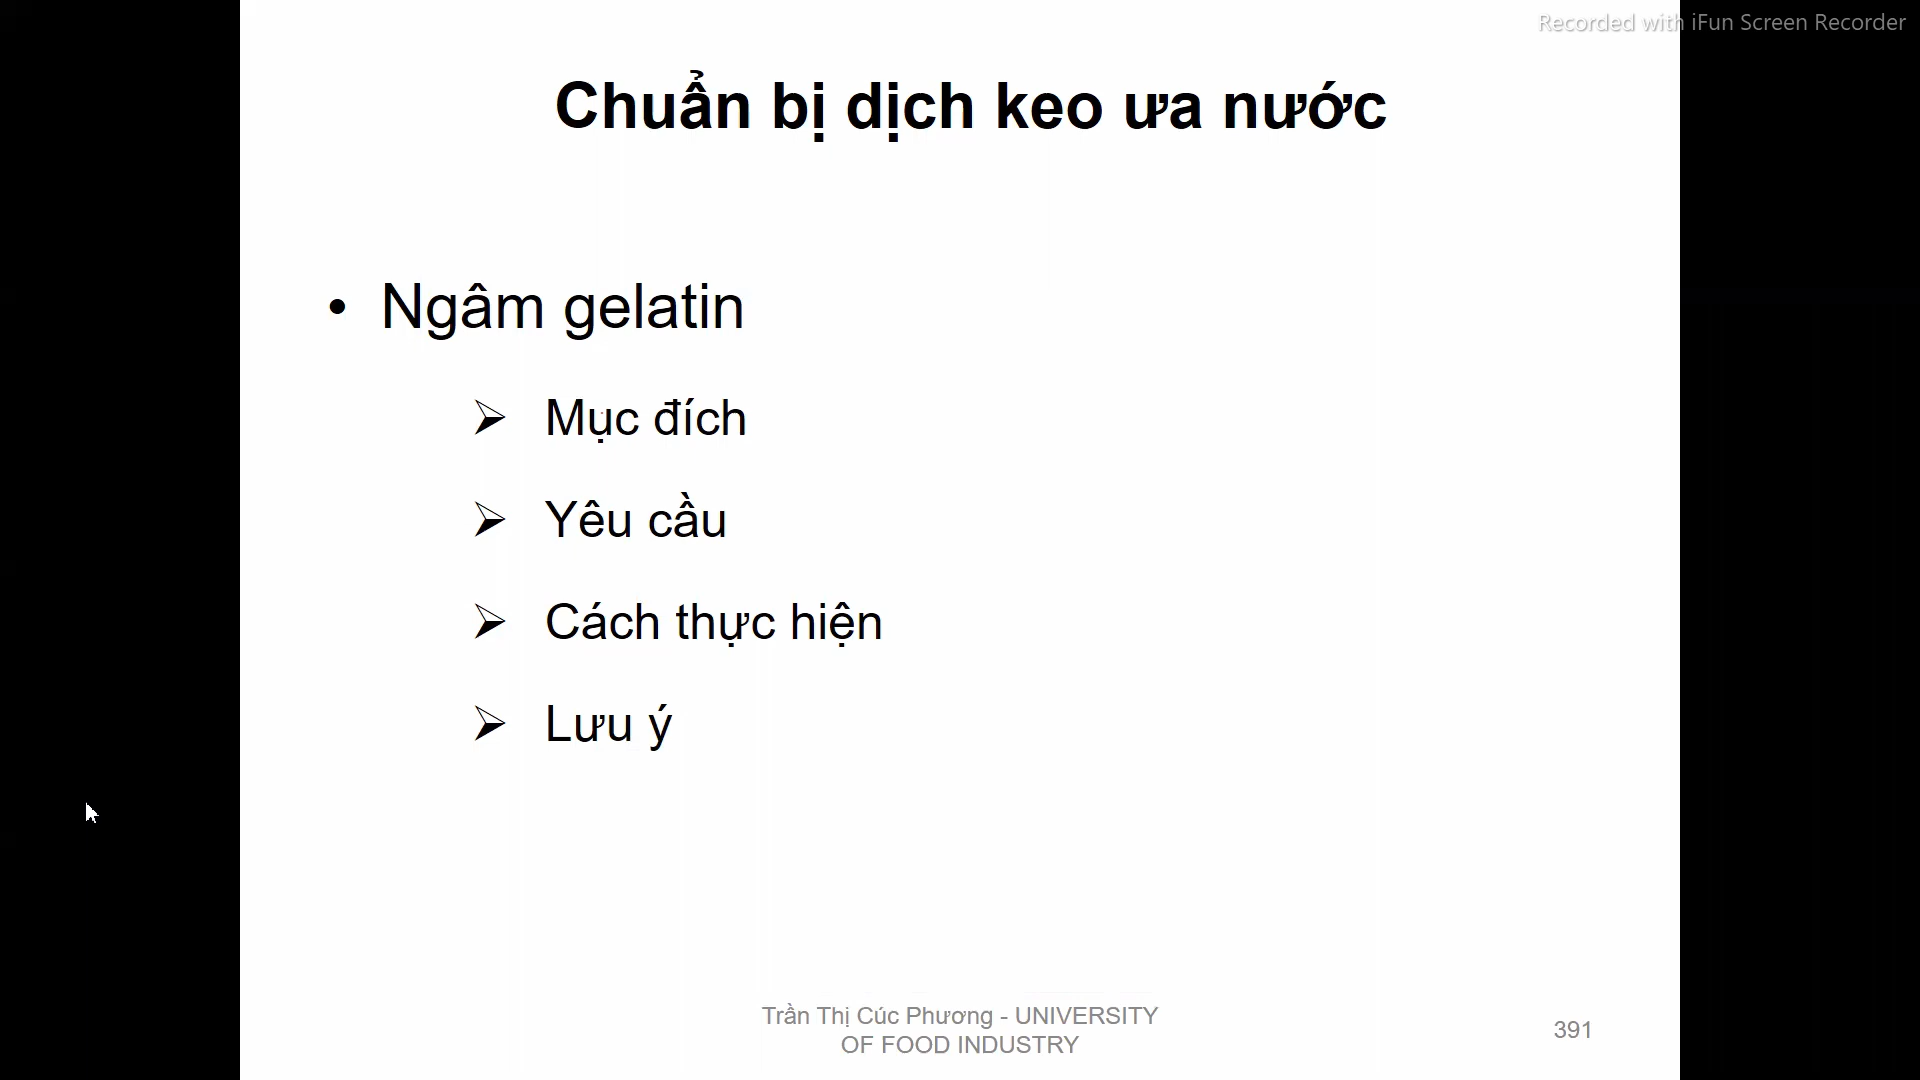 Recorded with iFun Screen Recorder
Chuẩn bị dịch keo ưa nước
• Ngâm gelatin
➢ Mục đích
➢ Yêu cầu
➢ Cách thực hiện
➢ Lưu ý
Trần Thị Cúc Phương - UNIVERSITY
OF FOOD INDUSTRY
391